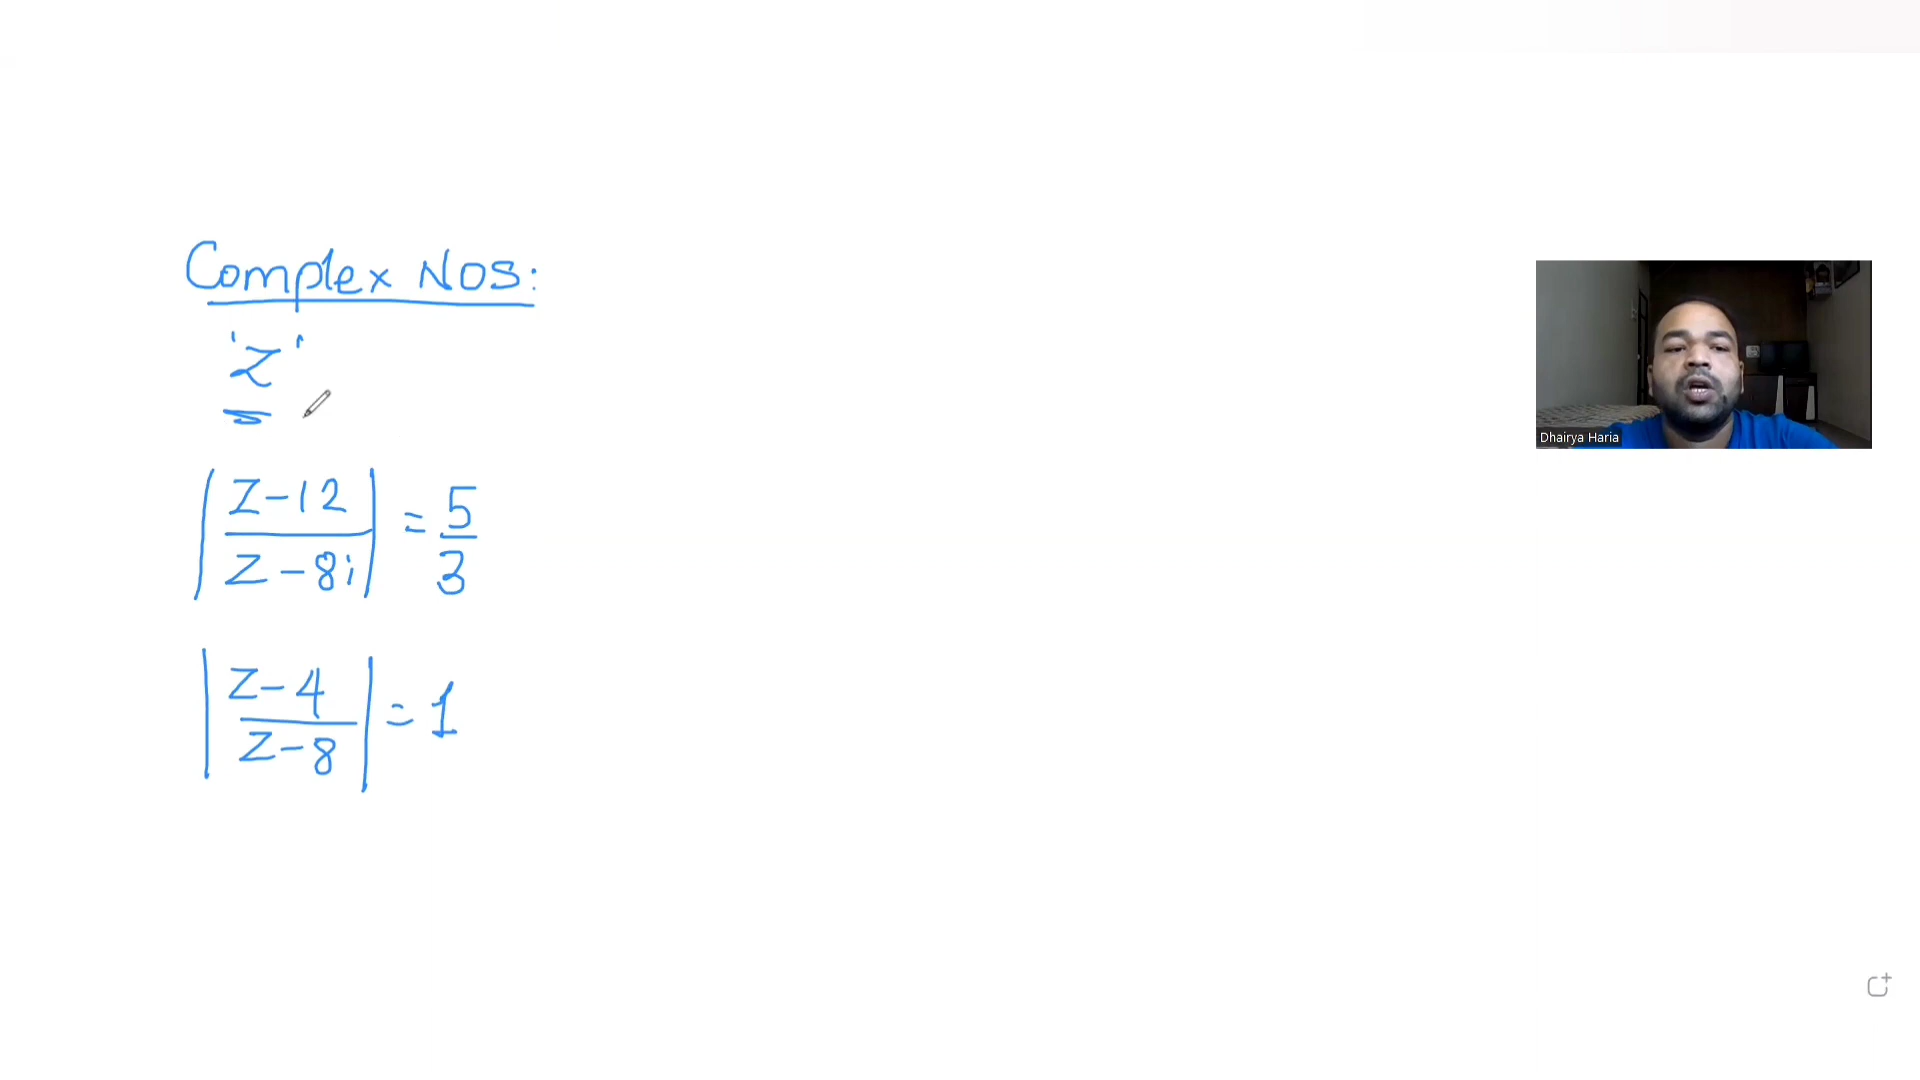 Complex Nos:
'Z'
|Z-12 / Z-8i| = 5/3
|Z-4 / Z-8| = 1
Dhairya Haria